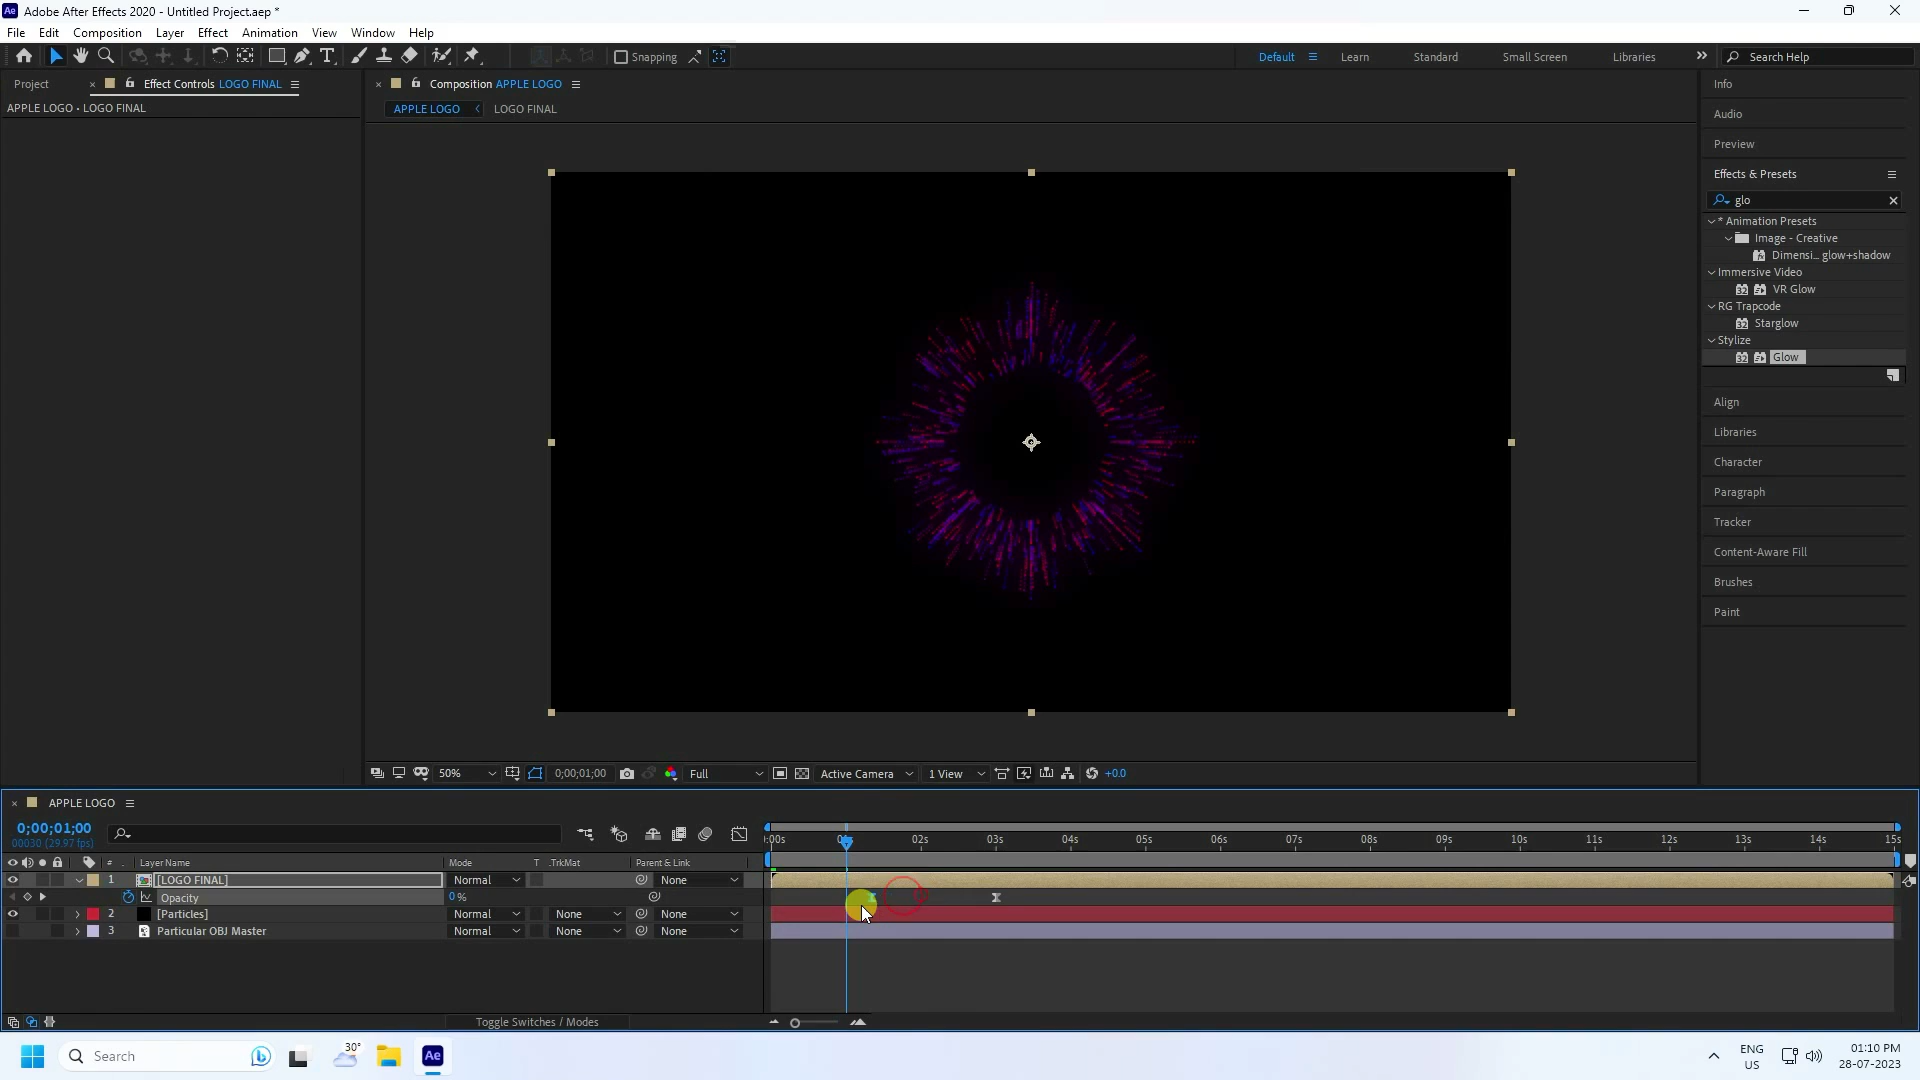 Ae Adobe After Effects 2020 - Untitled Project.aep *
File Edit Composition Layer Effect Animation View Window Help
Snapping Default Learn Standard Small Screen Libraries Search Help
Project Effect Controls LOGO FINAL
APPLE LOGO • LOGO FINAL
Composition APPLE LOGO
APPLE LOGO LOGO FINAL
Info
Audio
Preview
Effects & Presets
glo
* Animation Presets
Image - Creative
Dimensi... glow+shadow
Immersive Video
32 VR Glow
RG Trapcode
32 Starglow
Stylize
32 Glow
Align
Libraries
Character
Paragraph
Tracker
Content-Aware Fill
Brushes
Paint
50% 0;00;01;00 Full Active Camera 1 View +0.0
APPLE LOGO
0;00;01;00
00030 (29.97 fps)
:00s 02s 03s 04s 05s 06s 07s 08s 09s 10s 11s 12s 13s 14s 15s
# Layer Name Mode T .TrkMat Parent & Link
1 [LOGO FINAL] Normal None
Opacity 0%
2 [Particles] Normal None None
3 Particular OBJ Master Normal None None
Toggle Switches / Modes
Search 30° Ae ENG US 01:10 PM 28-07-2023